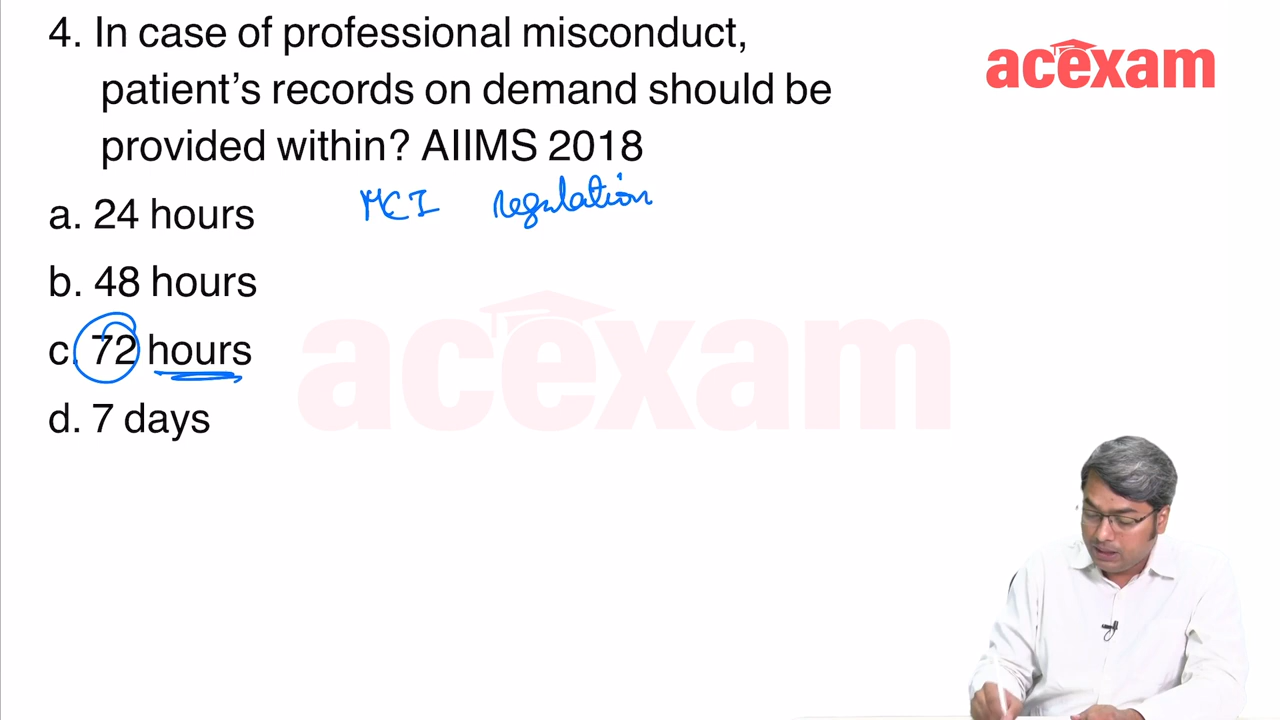 4. In case of professional misconduct,
patient's records on demand should be
provided within? AIIMS 2018
MCI regulation
a. 24 hours
b. 48 hours
c. 72 hours
d. 7 days
acexam
acexam